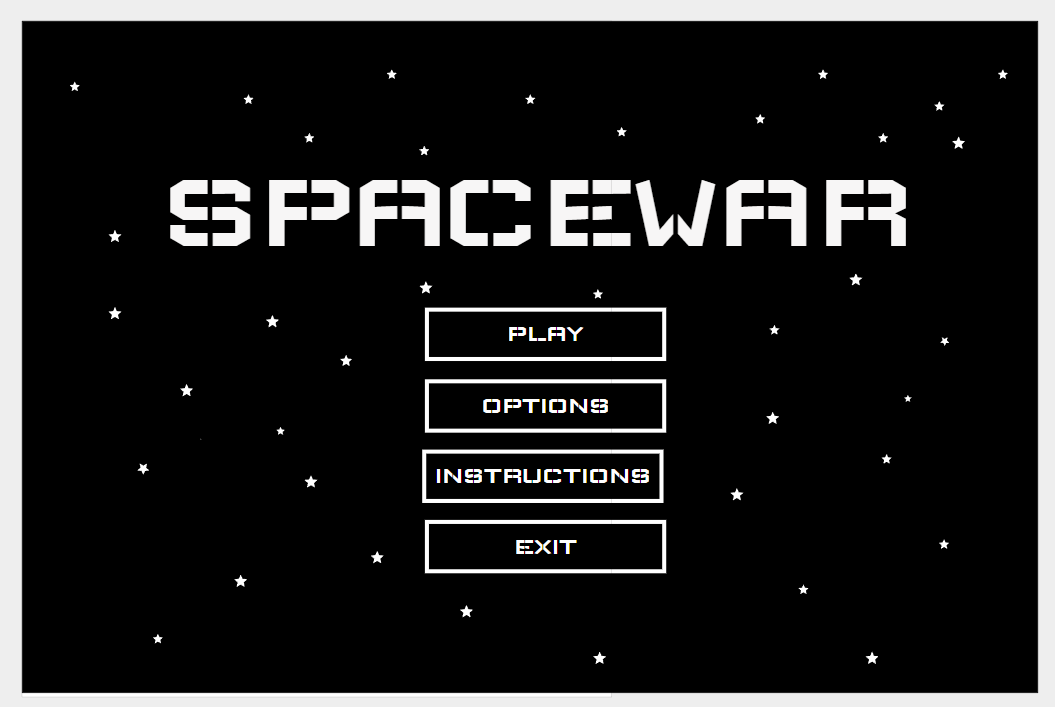 SPACEWAR
PLAY
OPTIONS
INSTRUCTIONS
EXIT